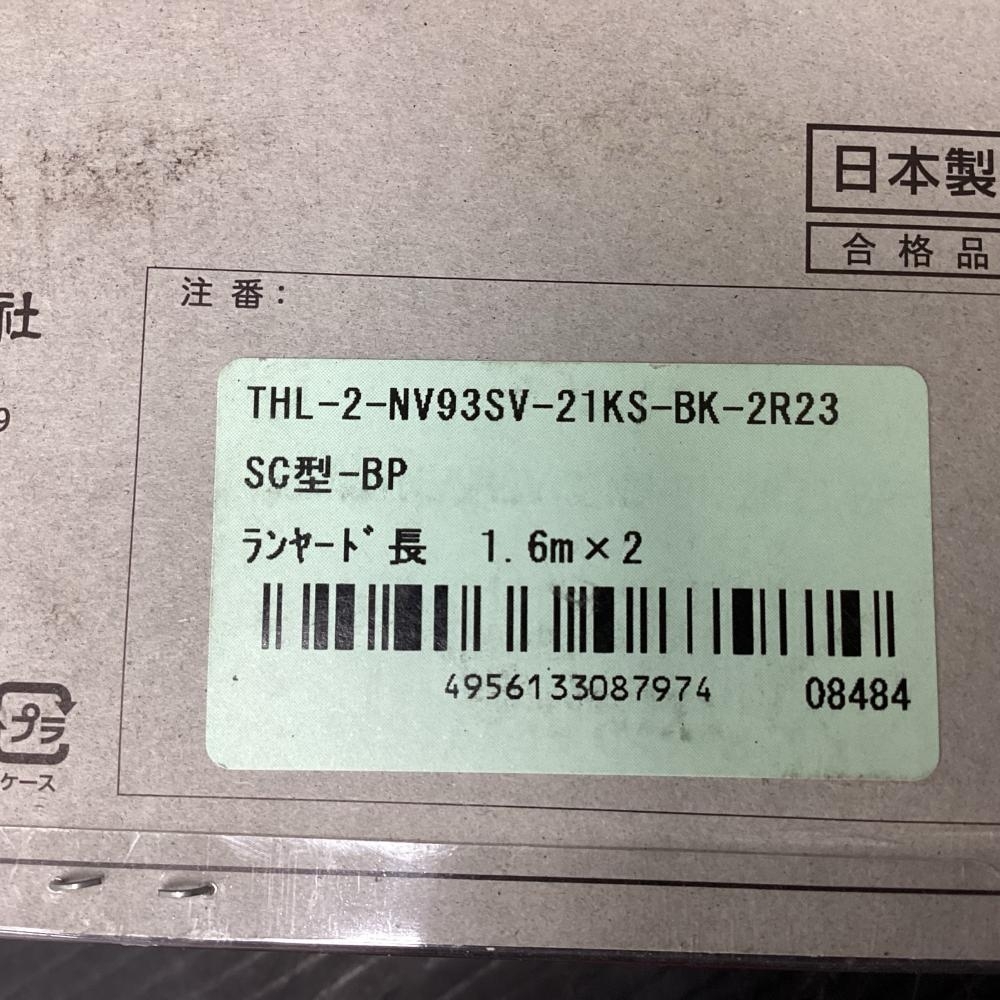 日本製
合格品
社
注番：
9
THL-2-NV93SV-21KS-BK-2R23
SC型-BP
ﾗﾝﾔｰﾄﾞ長 1.6m×2
4956133087974 08484
プラ
ケース